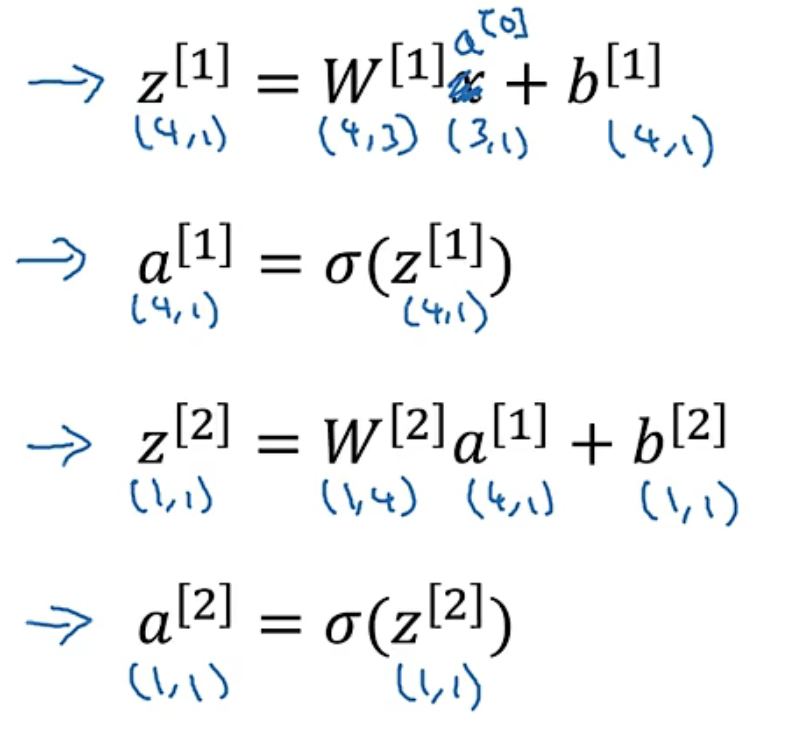 a^[0]
→ z^[1] = W^[1] x + b^[1]
(4,1) (4,3) (3,1) (4,1)
→ a^[1] = σ(z^[1])
(4,1) (4,1)
→ z^[2] = W^[2] a^[1] + b^[2]
(1,1) (1,4) (4,1) (1,1)
→ a^[2] = σ(z^[2])
(1,1) (1,1)